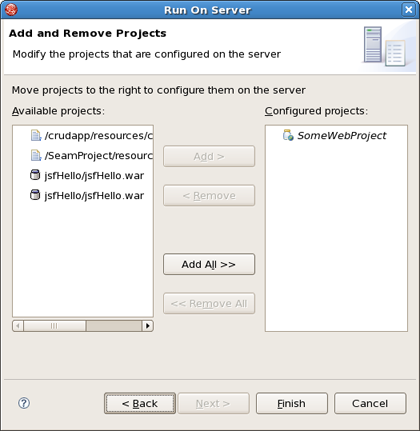 Run On Server
Add and Remove Projects
Modify the projects that are configured on the server
Move projects to the right to configure them on the server
Available projects:
Configured projects:
/crudapp/resources/c
/SeamProject/resourc
jsfHello/jsfHello.war
jsfHello/jsfHello.war
Add >
< Remove
Add All >>
<< Remove All
SomeWebProject
?
< Back
Next >
Finish
Cancel